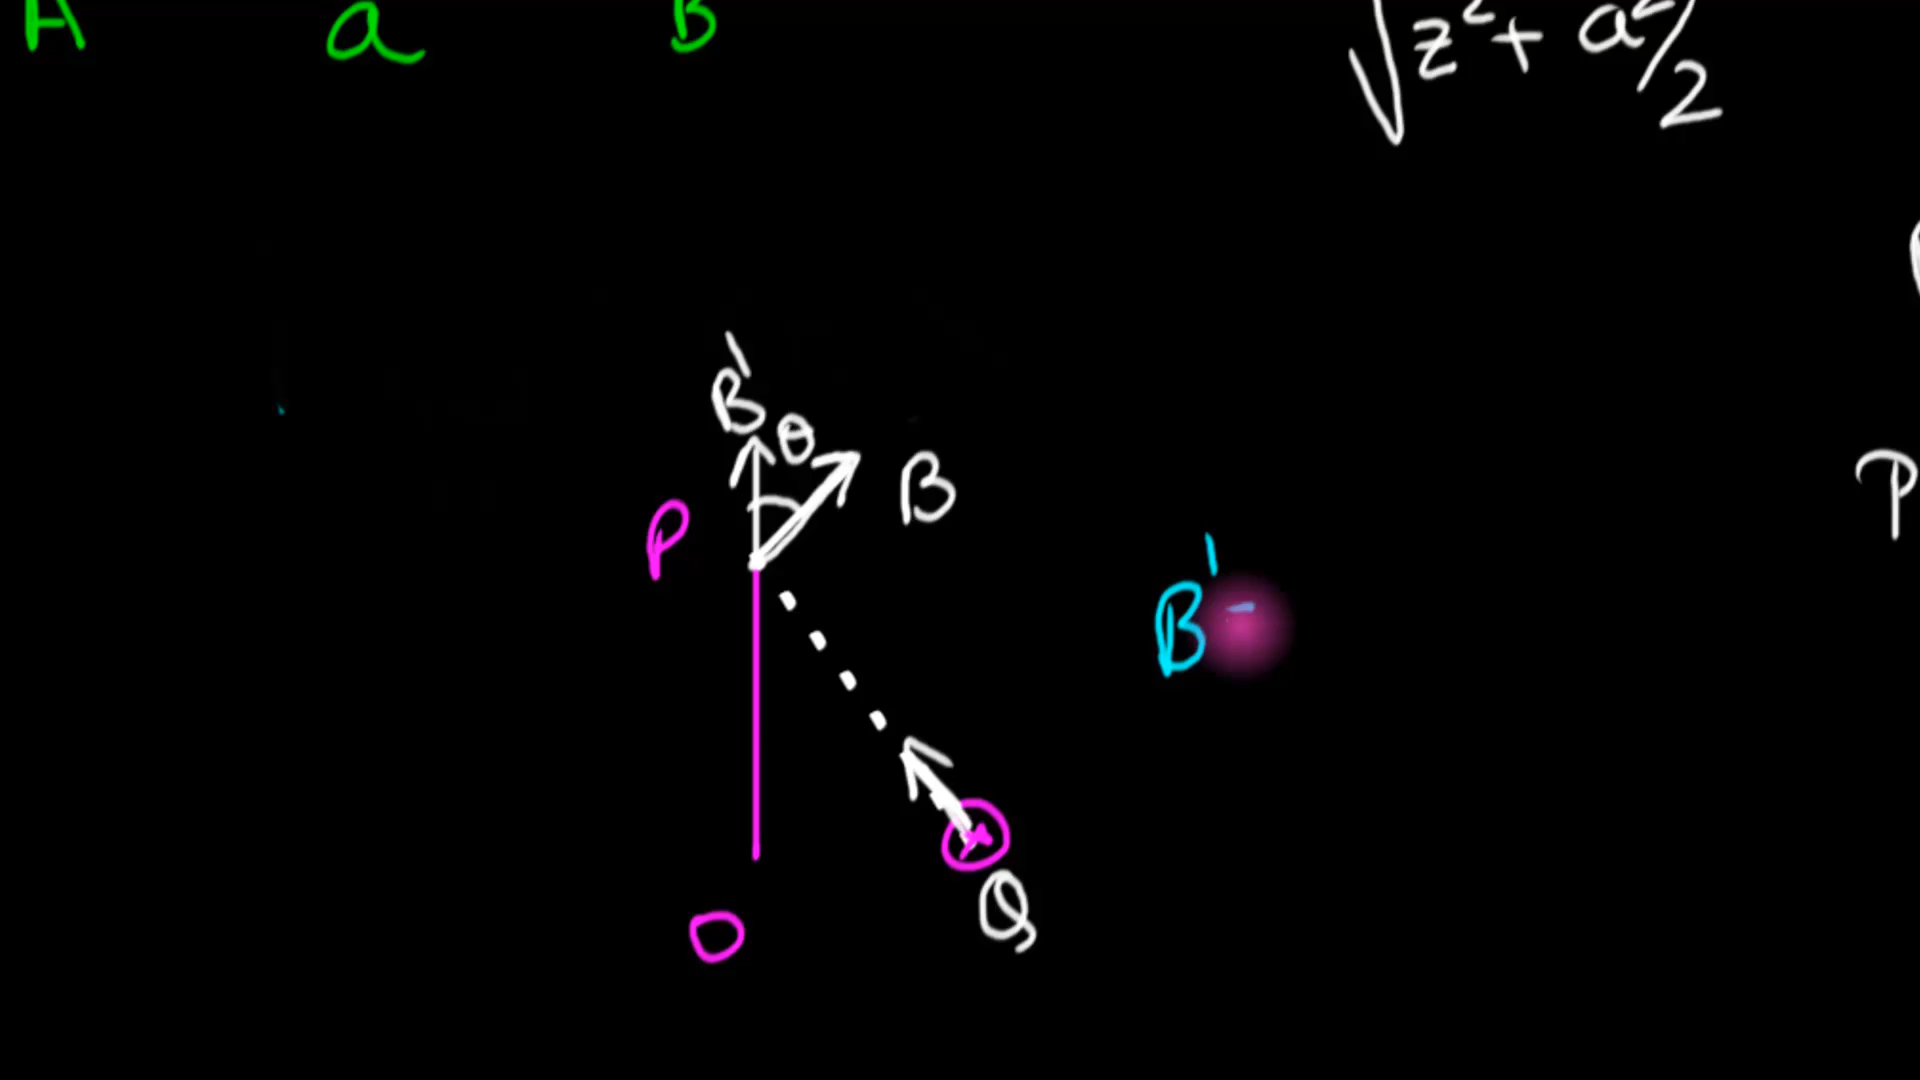 A a B
√z²+a²/2
B'
θ
B
P
P
B' =
Q
O